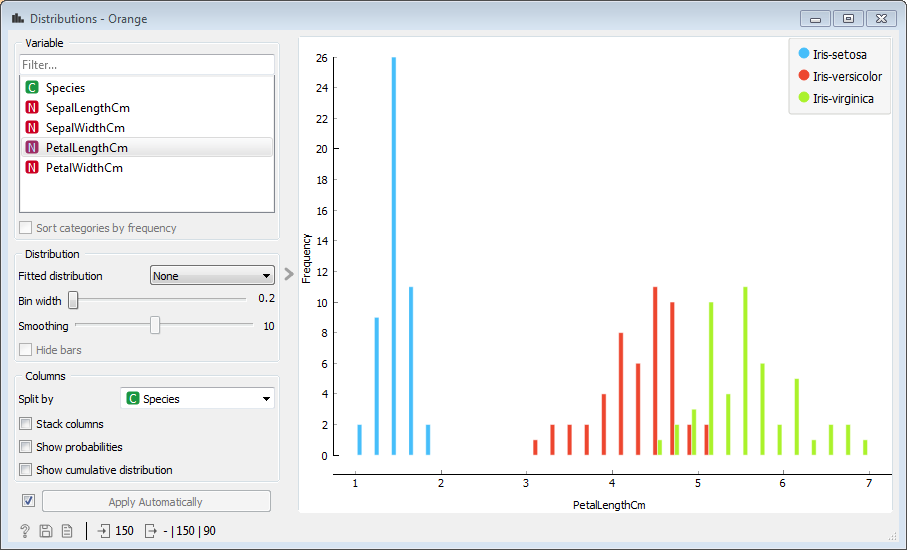 Distributions - Orange
Variable
Filter...
C Species
N SepalLengthCm
N SepalWidthCm
N PetalLengthCm
N PetalWidthCm
Sort categories by frequency
Distribution
Fitted distribution None
Bin width 0.2
Smoothing 10
Hide bars
Columns
Split by C Species
Stack columns
Show probabilities
Show cumulative distribution
Apply Automatically
? 150 - | 150 | 90
Iris-setosa
Iris-versicolor
Iris-virginica
Frequency
26
24
22
20
18
16
14
12
10
8
6
4
2
0
1 2 3 4 5 6 7
PetalLengthCm